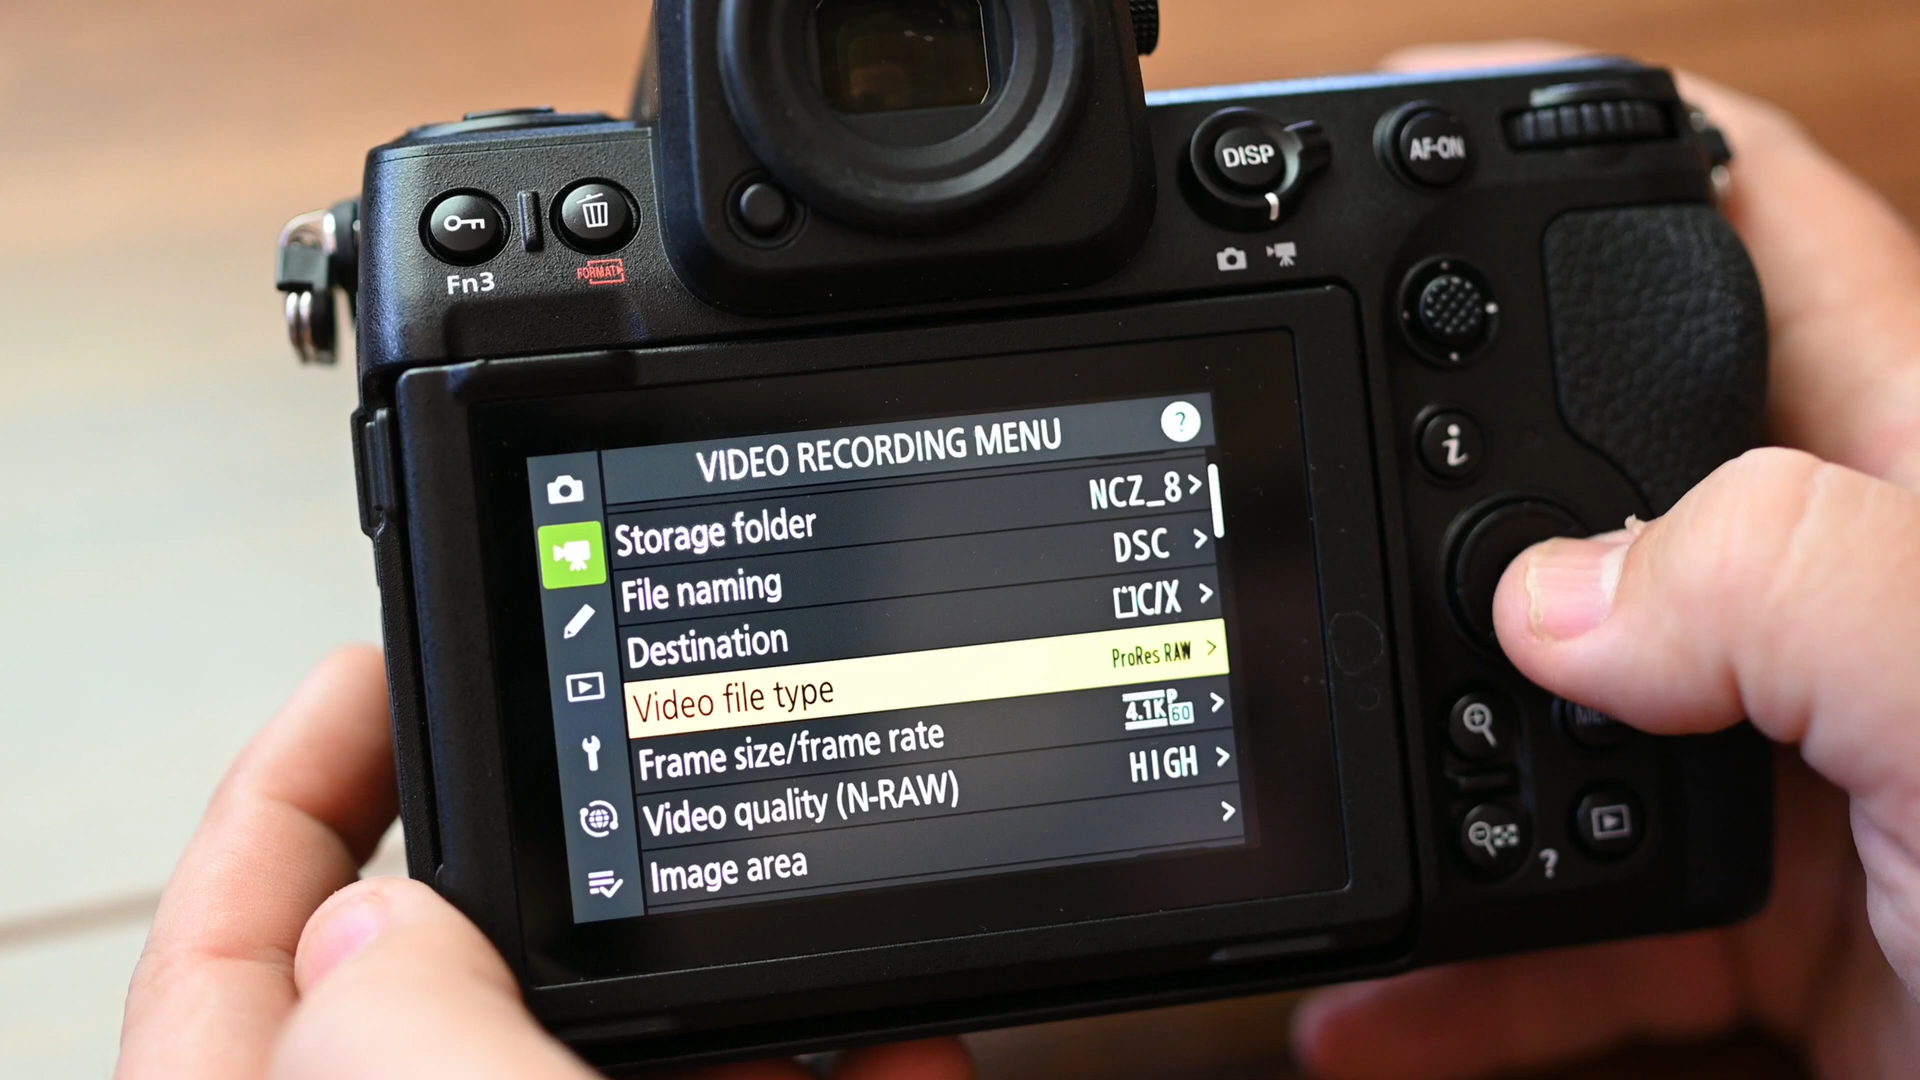 DISP
AF-ON
Fn3
FORMAT
i
VIDEO RECORDING MENU ?
Storage folder NCZ_8 >
File naming DSC >
Destination C/X >
Video file type ProRes RAW >
Frame size/frame rate 4.1K P 60 >
Video quality (N-RAW) HIGH >
Image area >
?